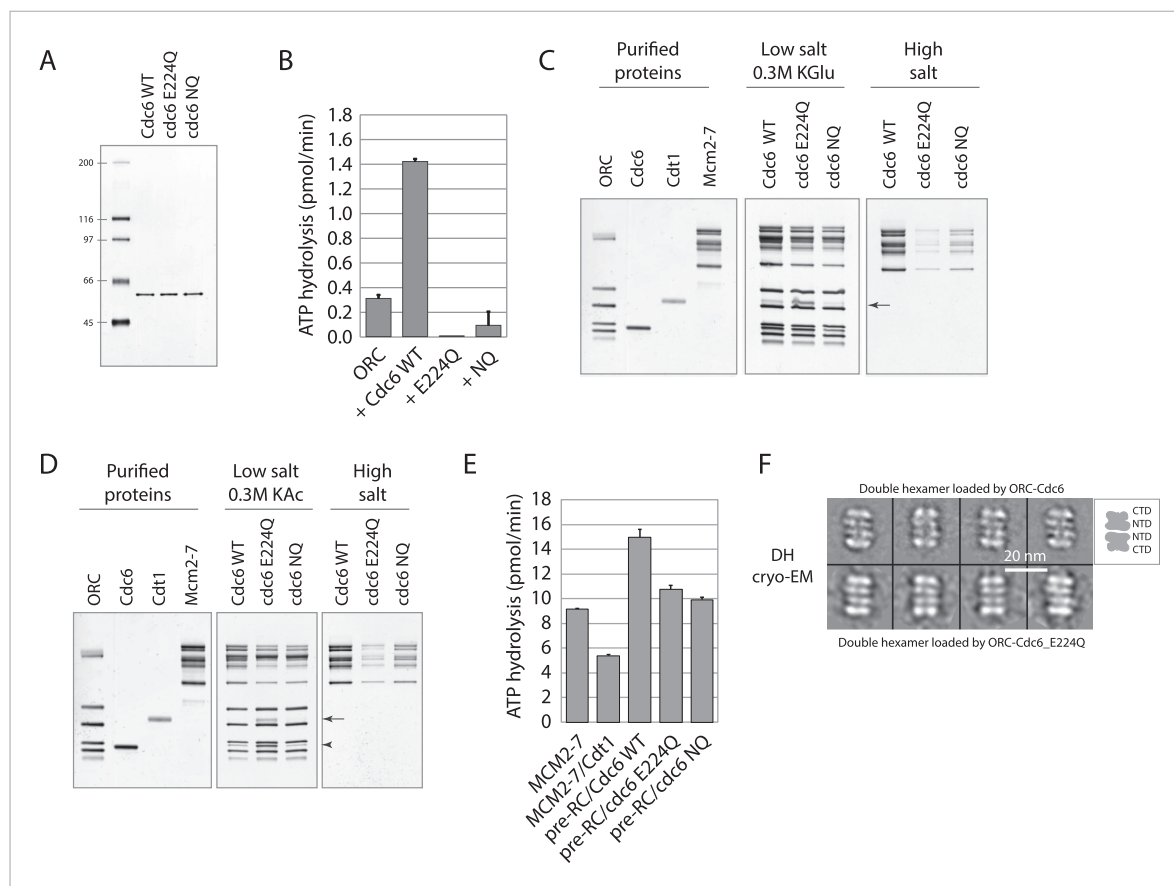 A
Cdc6 WT
cdc6 E224Q
cdc6 NQ
200
116
97
66
45
B
ATP hydrolysis (pmol/min)
1.8
1.6
1.4
1.2
1.0
0.8
0.6
0.4
0.2
0.0
ORC
+ Cdc6 WT
+ E224Q
+ NQ
C
Purified
proteins
Low salt
0.3M KGlu
High
salt
ORC
Cdc6
Cdt1
Mcm2-7
Cdc6 WT
cdc6 E224Q
cdc6 NQ
Cdc6 WT
cdc6 E224Q
cdc6 NQ
D
Purified
proteins
Low salt
0.3M KAc
High
salt
ORC
Cdc6
Cdt1
Mcm2-7
Cdc6 WT
cdc6 E224Q
cdc6 NQ
Cdc6 WT
cdc6 E224Q
cdc6 NQ
E
ATP hydrolysis (pmol/min)
18
16
14
12
10
8
6
4
2
0
MCM2-7
MCM2-7/Cdt1
pre-RC/Cdc6 WT
pre-RC/cdc6 E224Q
pre-RC/cdc6 NQ
F
Double hexamer loaded by ORC-Cdc6
DH
cryo-EM
20 nm
CTD
NTD
NTD
CTD
Double hexamer loaded by ORC-Cdc6_E224Q